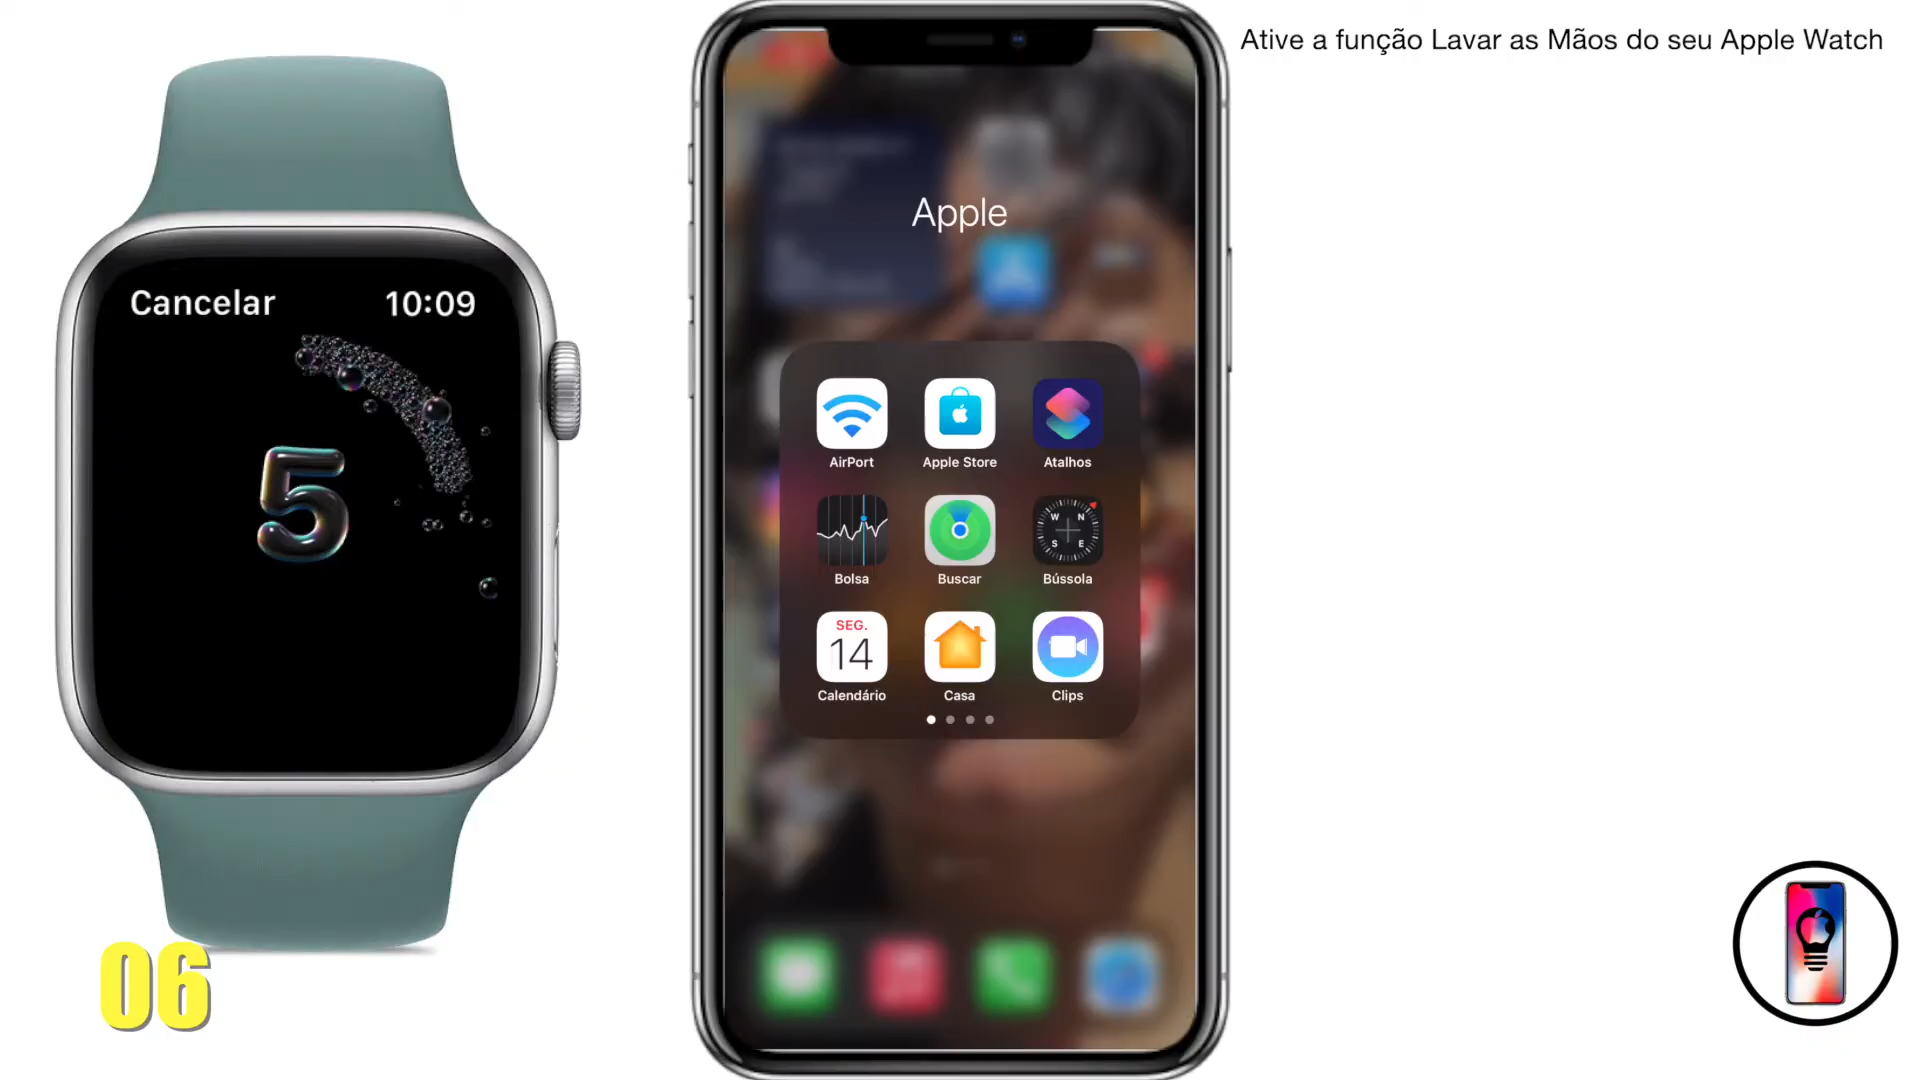 Ative a função Lavar as Mãos do seu Apple Watch
Cancelar 10:09
5
06
Apple
AirPort Apple Store Atalhos
W N
S E
Bolsa Buscar Bússola
SEG.
14
Calendário Casa Clips